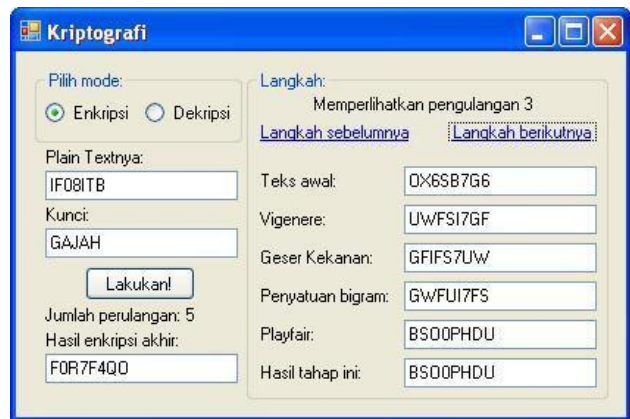 Kriptografi
Pilih mode:
Enkripsi Dekripsi
Plain Textnya:
IF08ITB
Kunci:
GAJAH
Lakukan!
Jumlah perulangan: 5
Hasil enkripsi akhir:
F0R7F4QO
Langkah:
Memperlihatkan pengulangan 3
Langkah sebelumnya Langkah berikutnya
Teks awal: OX6SB7G6
Vigenere: UWFSI7GF
Geser Kekanan: GFIFS7UW
Penyatuan bigram: GWFUI7FS
Playfair: BSO0PHDU
Hasil tahap ini: BSO0PHDU